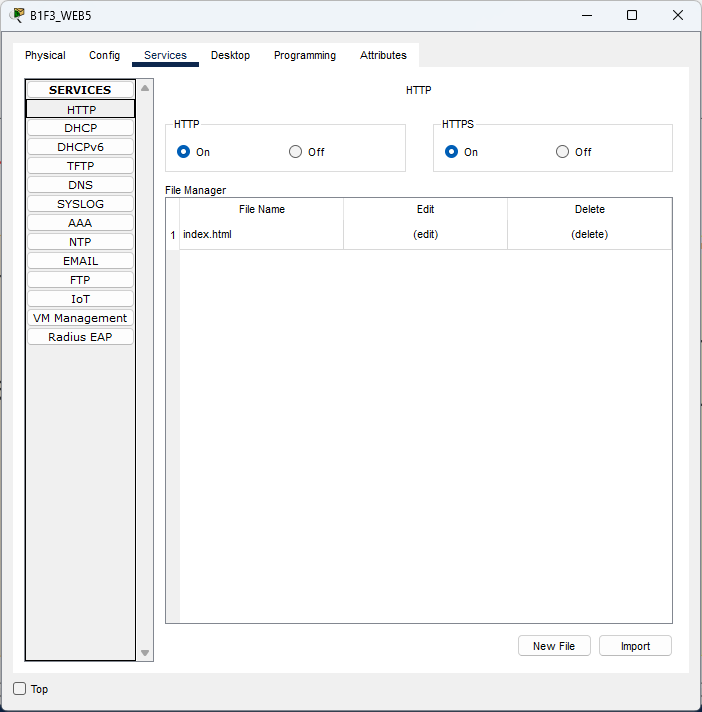 B1F3_WEB5
Physical Config Services Desktop Programming Attributes
SERVICES
HTTP
DHCP
DHCPv6
TFTP
DNS
SYSLOG
AAA
NTP
EMAIL
FTP
IoT
VM Management
Radius EAP
HTTP
HTTP
On Off
HTTPS
On Off
File Manager
File Name Edit Delete
1 index.html (edit) (delete)
New File Import
Top